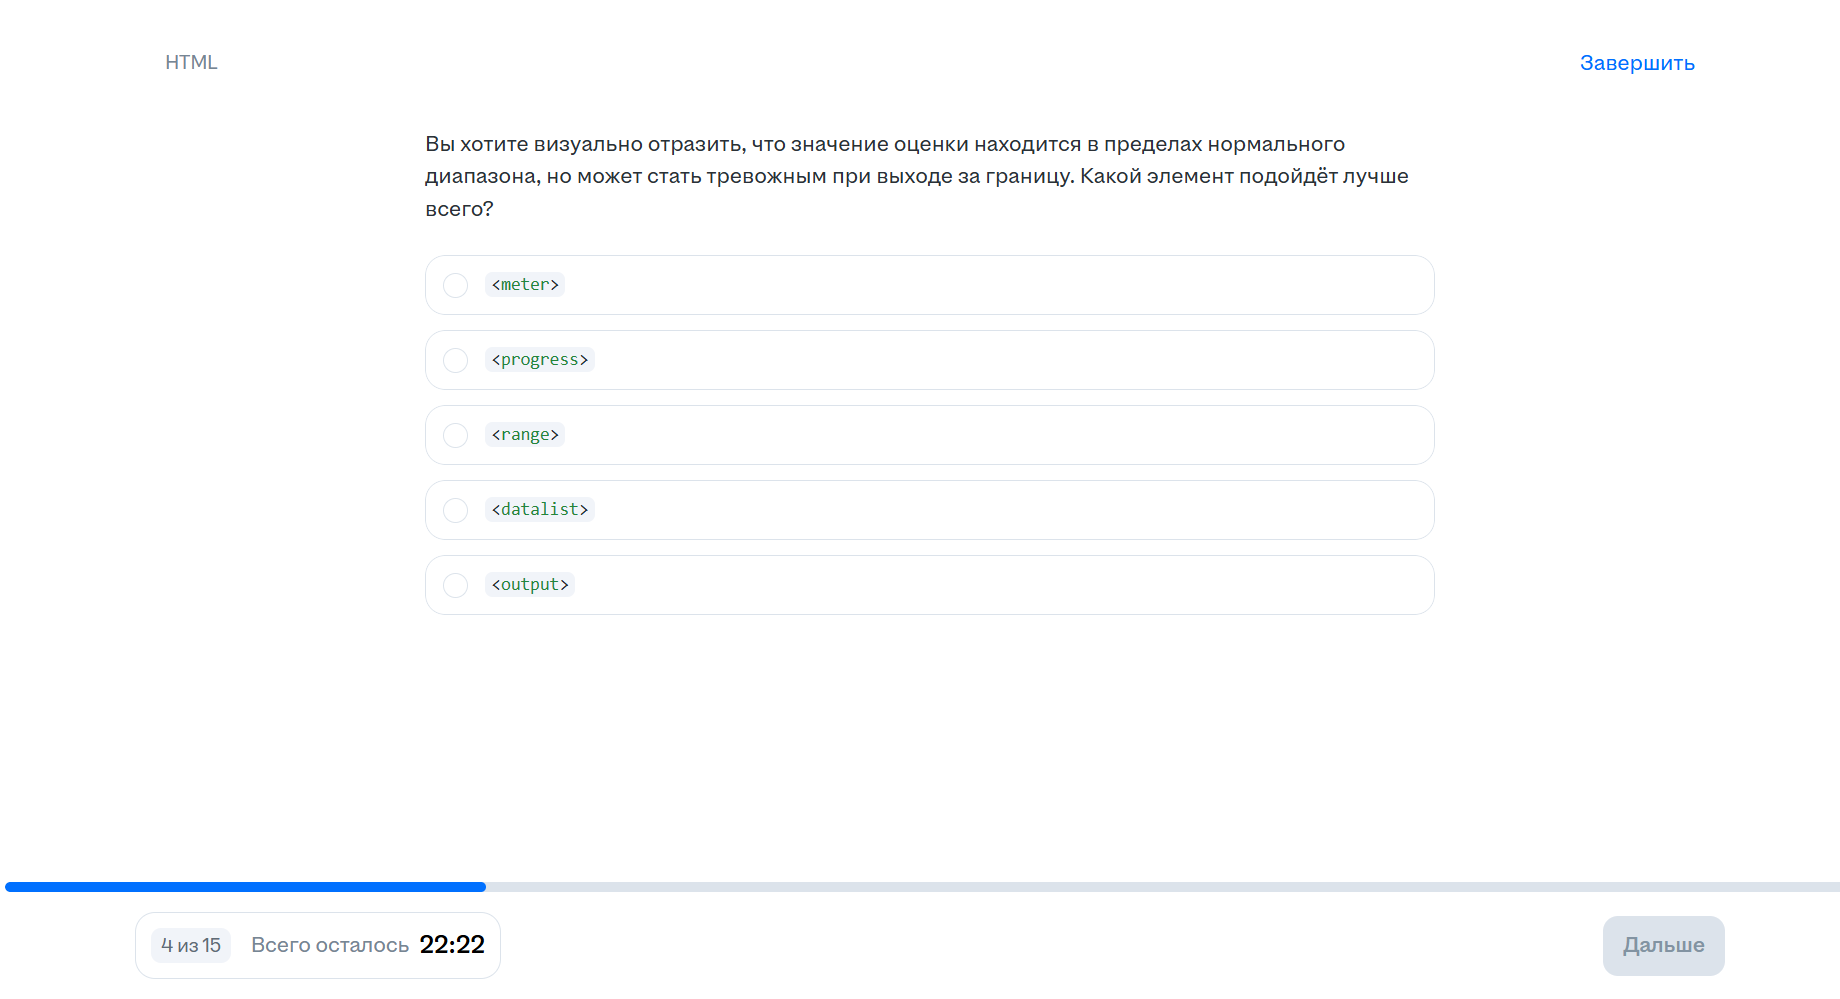 HTML
Завершить
Вы хотите визуально отразить, что значение оценки находится в пределах нормального
диапазона, но может стать тревожным при выходе за границу. Какой элемент подойдёт лучше
всего?
<meter>
<progress>
<range>
<datalist>
<output>
4 из 15 Всего осталось 22:22
Дальше